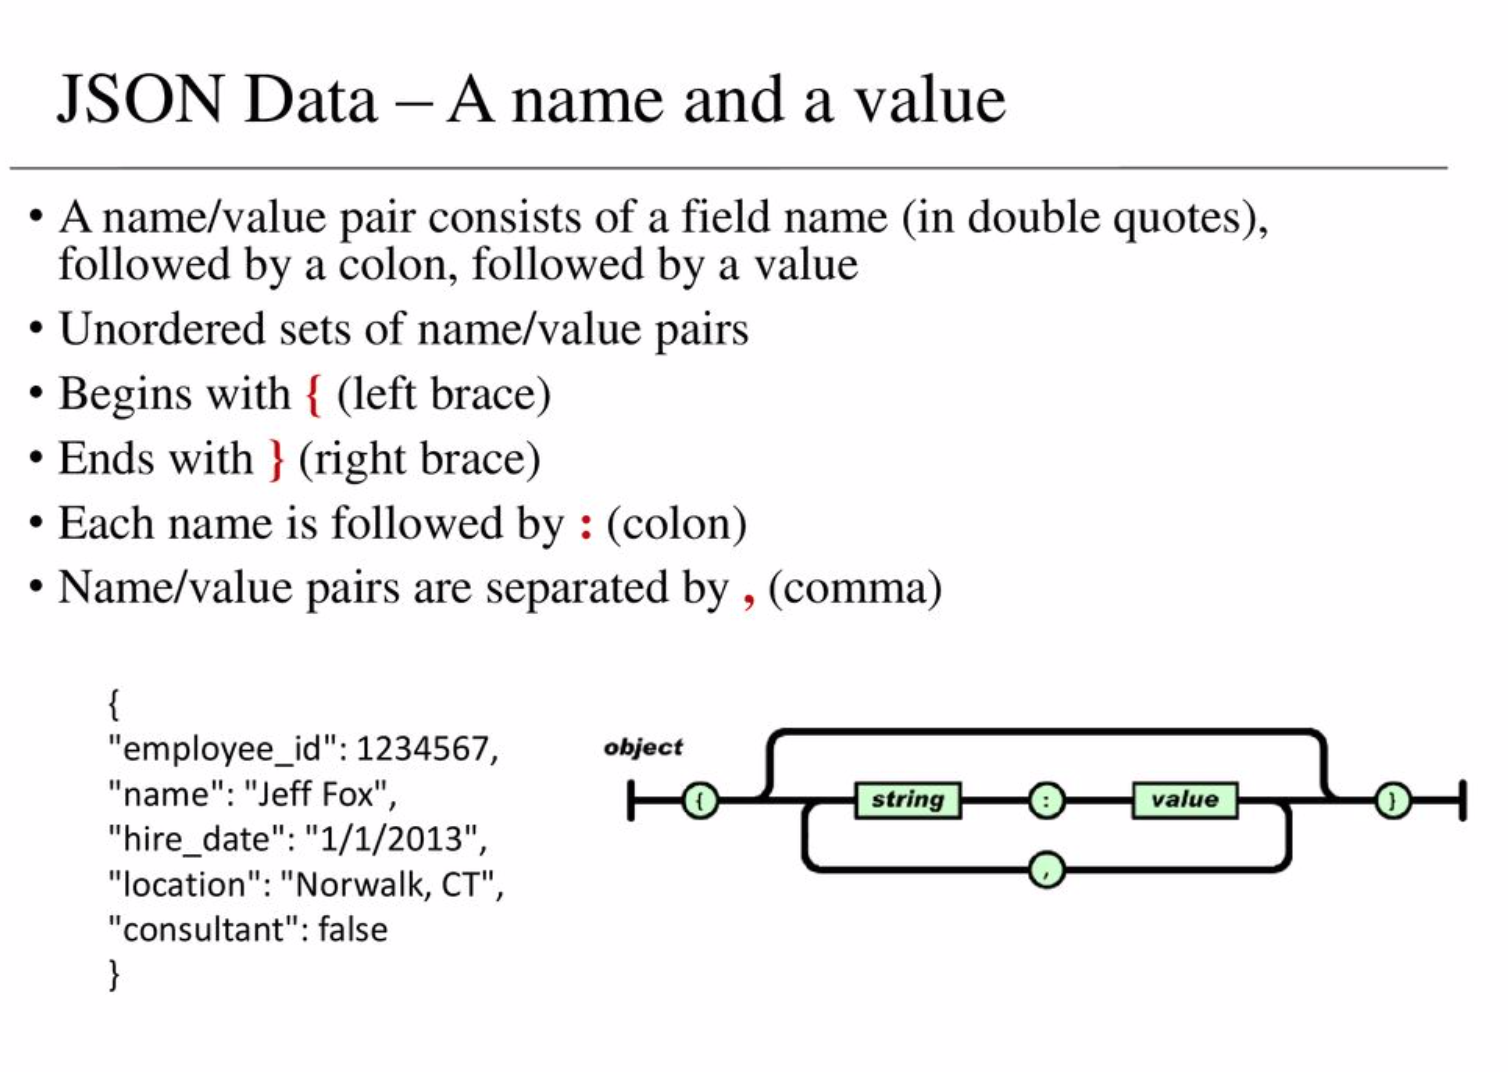 JSON Data – A name and a value
• A name/value pair consists of a field name (in double quotes),
followed by a colon, followed by a value
• Unordered sets of name/value pairs
• Begins with { (left brace)
• Ends with } (right brace)
• Each name is followed by : (colon)
• Name/value pairs are separated by , (comma)
{
"employee_id": 1234567,
"name": "Jeff Fox",
"hire_date": "1/1/2013",
"location": "Norwalk, CT",
"consultant": false
}
object
{ string : value }
,